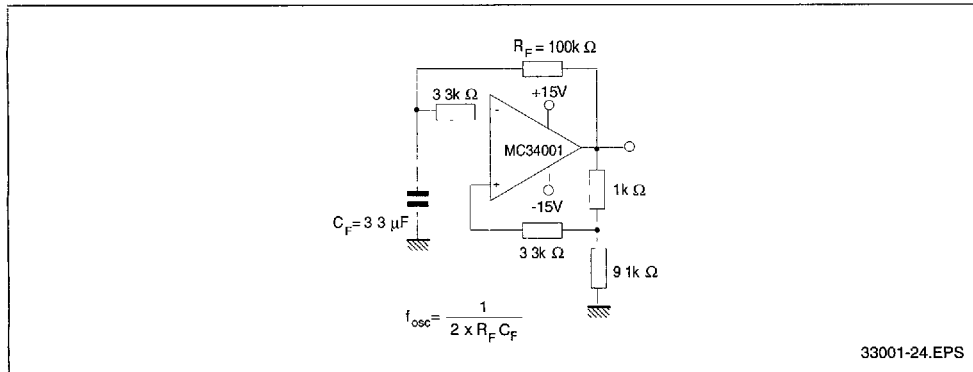 R_F = 100k Ω
3 3k Ω
+15V
-
MC34001
+
-15V
1k Ω
C_F = 3 3 μF
3 3k Ω
9 1k Ω
f_osc = 1 / 2 x R_F C_F
33001-24.EPS